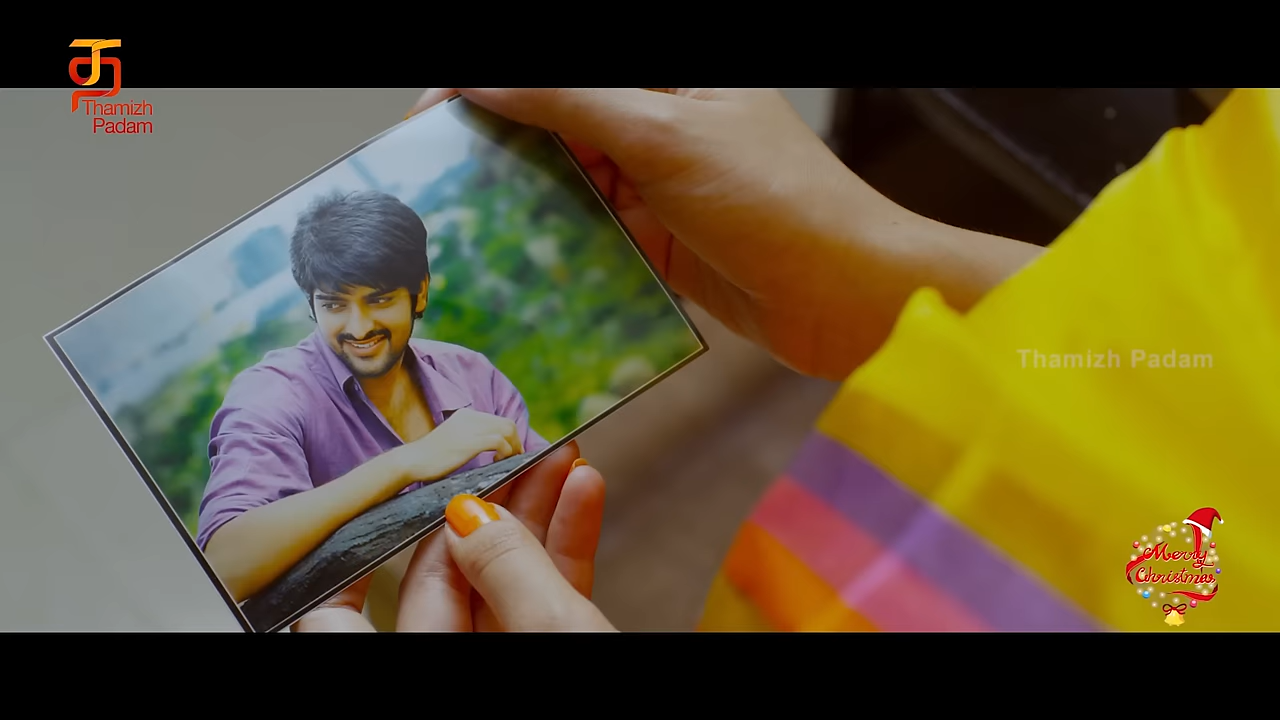 த
Thamizh
Padam
Thamizh Padam
Merry
Christmas